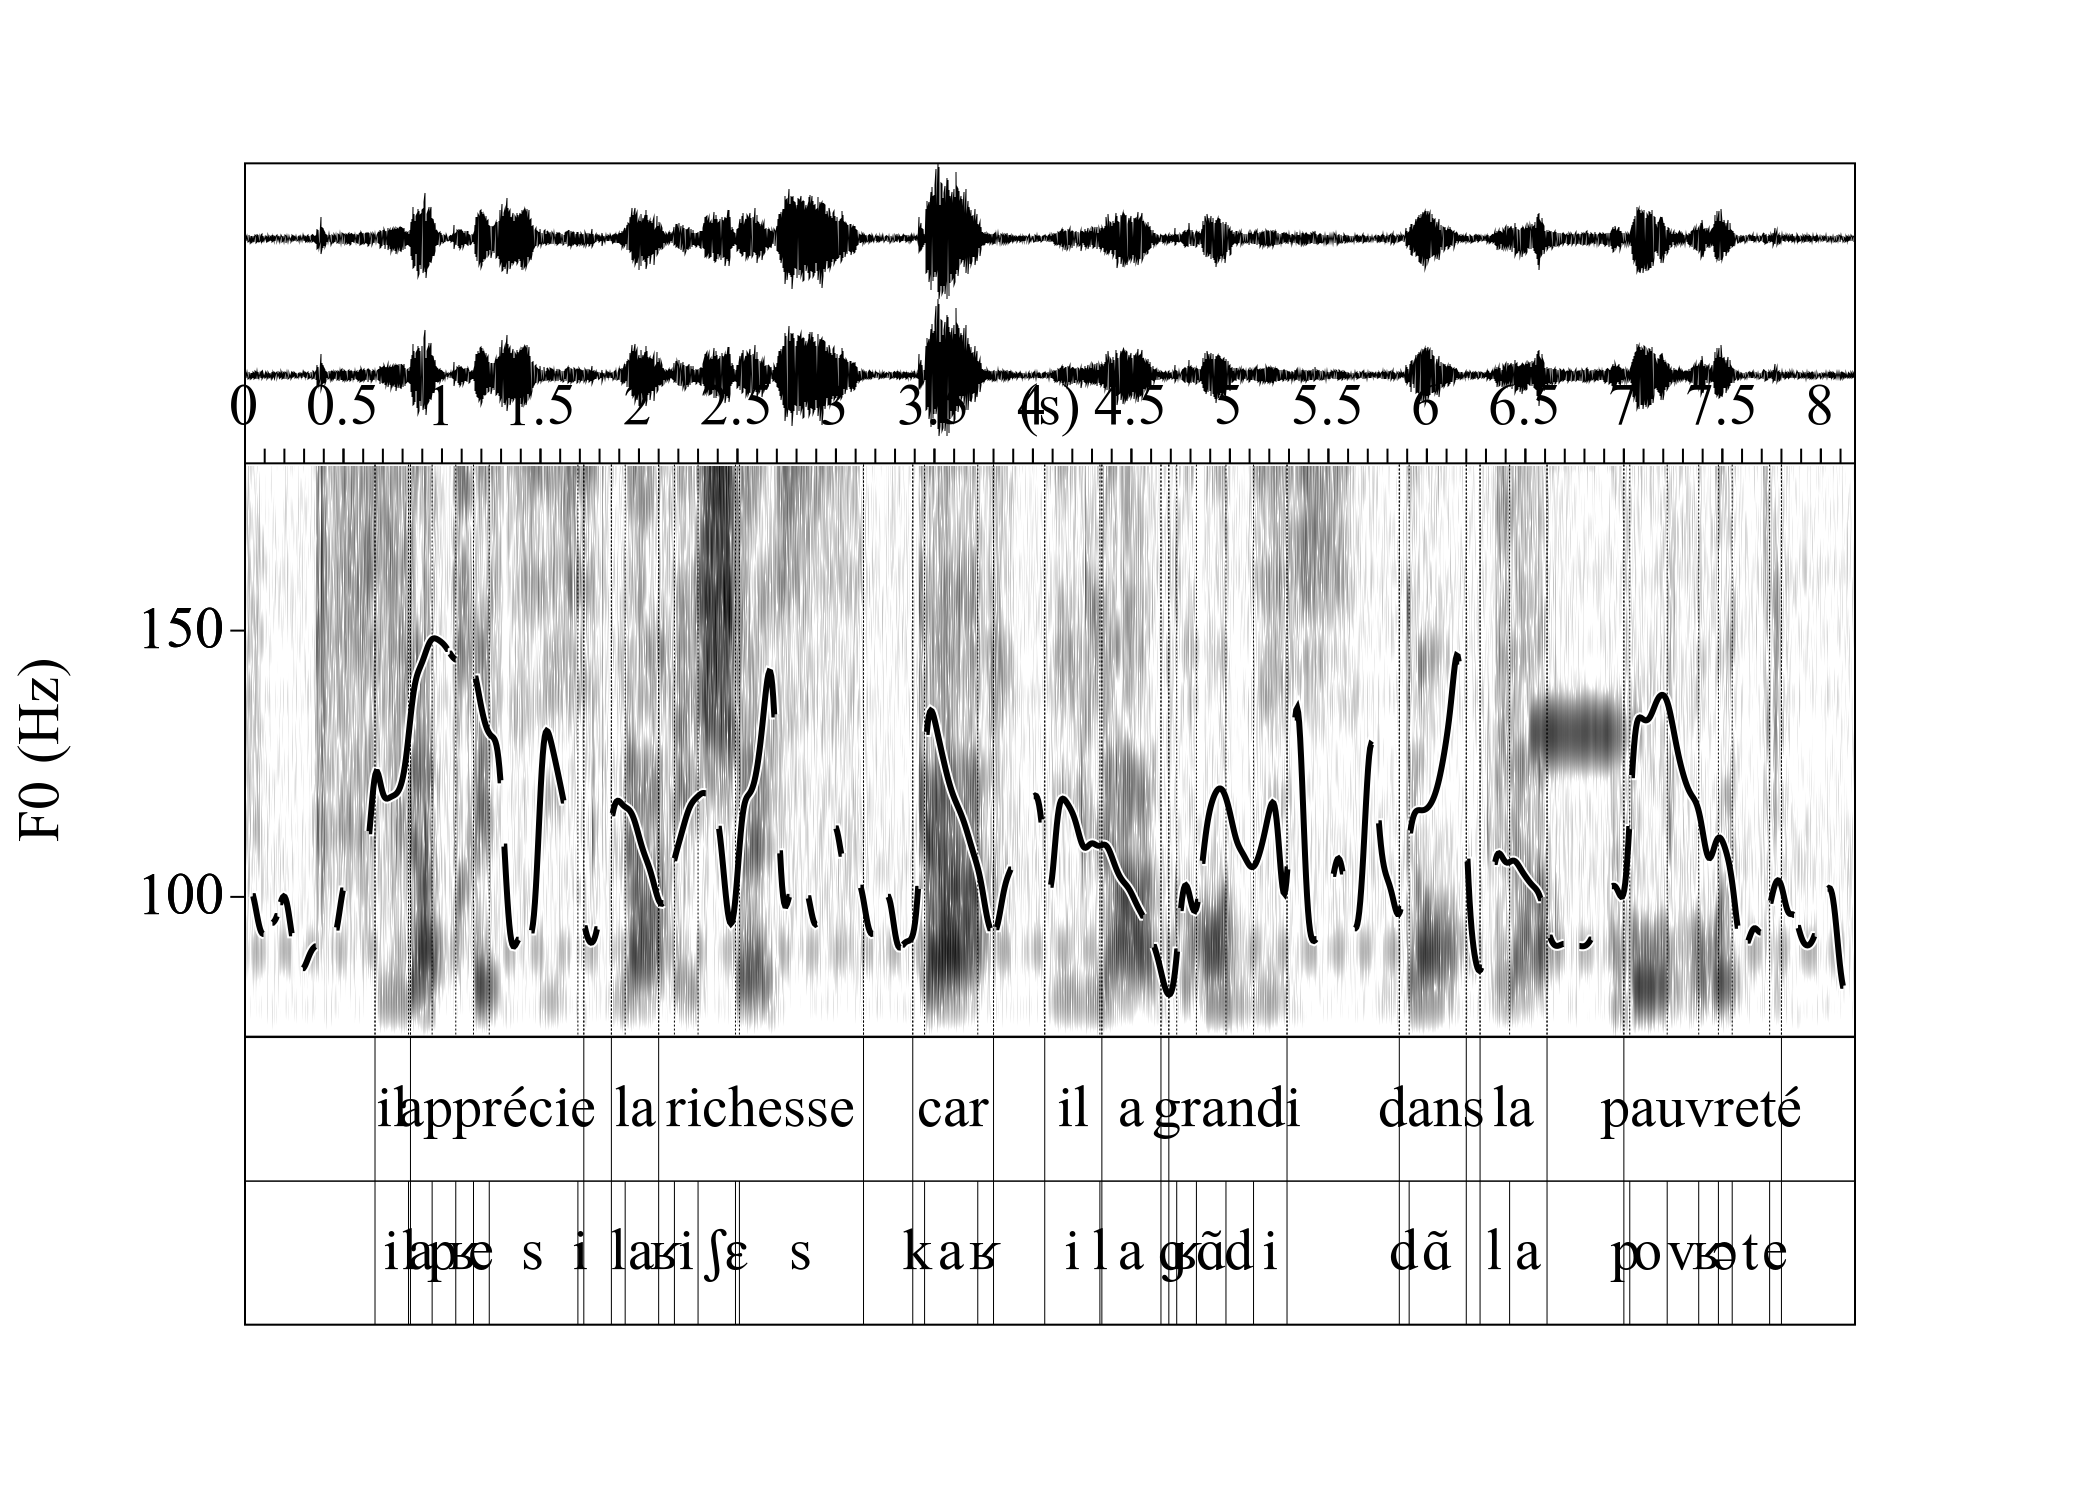 0 0.5 1 1.5 2 2.5 3 3.5 4 (s) 4.5 5 5.5 6 6.5 7 7.5 8
F0 (Hz)
150
100
il apprécie la richesse car il a grandi dans la pauvreté
i l a p ʁ e s i l a ʁ i ʃ ɛ s k a ʁ i l a ɡ ʁ ɑ̃ d i d ɑ̃ l a p o v ʁ ə t e